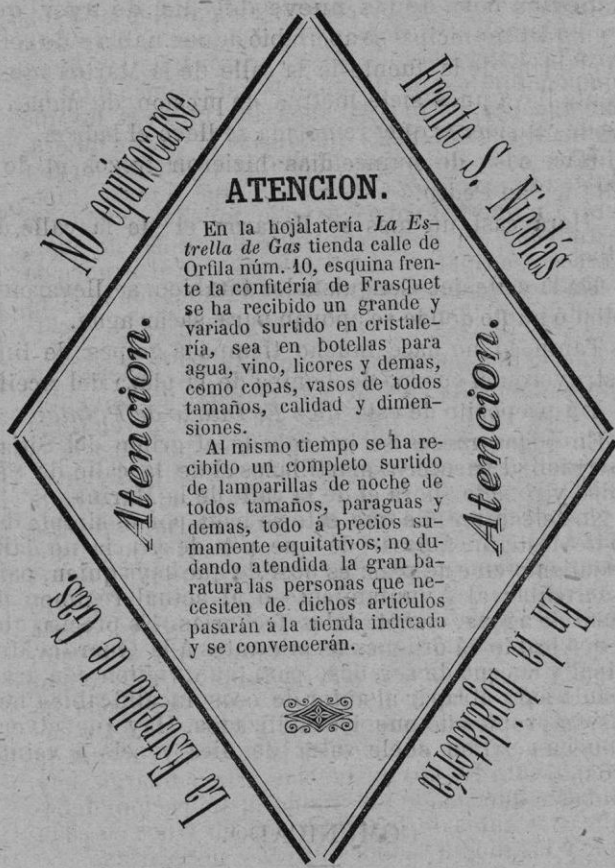 NO equivocarse
Frente S. Nicolás
Atencion.
ATENCION.
En la hojalatería La Es-
trella de Gas tienda calle de
Orfila núm. 10, esquina fren-
te la confitería de Frasquet
se ha recibido un grande y
variado surtido en cristale-
ría, sea en botellas para
agua, vino, licores y demas,
como copas, vasos de todos
tamaños, calidad y dimen-
siones.
Al mismo tiempo se ha re-
cibido un completo surtido
de lamparillas de noche de
todos tamaños, paraguas y
demas, todo á precios su-
mamente equitativos; no du-
dando atendida la gran ba-
ratura las personas que ne-
cesiten de dichos artículos
pasarán á la tienda indicada
y se convencerán.
Atencion.
La Estrella de Gas.
En la hojalatería